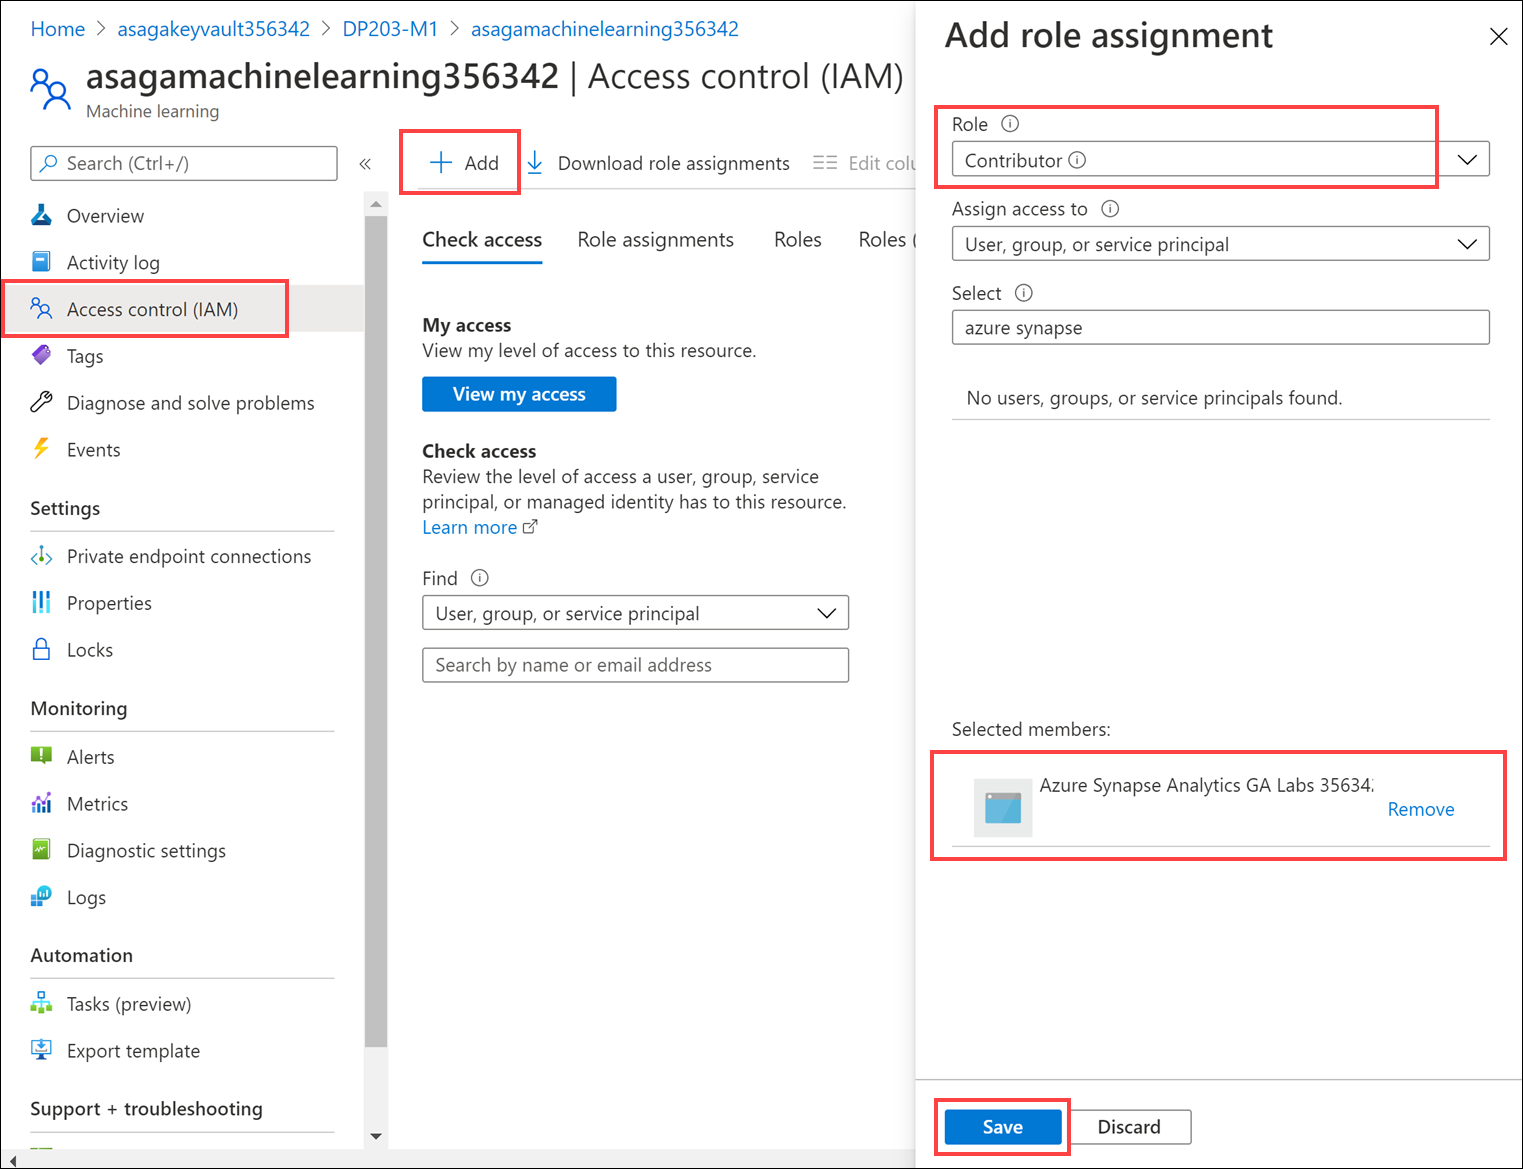 Home > asagakeyvault356342 > DP203-M1 > asagamachinelearning356342
asagamachinelearning356342 | Access control (IAM)
Machine learning
Search (Ctrl+/)
«
Overview
Activity log
Access control (IAM)
Tags
Diagnose and solve problems
Events
Settings
Private endpoint connections
Properties
Locks
Monitoring
Alerts
Metrics
Diagnostic settings
Logs
Automation
Tasks (preview)
Export template
Support + troubleshooting
+ Add
Download role assignments
Edit colu
Check access
Role assignments
Roles
Roles (
My access
View my level of access to this resource.
View my access
Check access
Review the level of access a user, group, service
principal, or managed identity has to this resource.
Learn more
Find
User, group, or service principal
Search by name or email address
Add role assignment
Role
Contributor
Assign access to
User, group, or service principal
Select
azure synapse
No users, groups, or service principals found.
Selected members:
Azure Synapse Analytics GA Labs 35634
Remove
Save
Discard